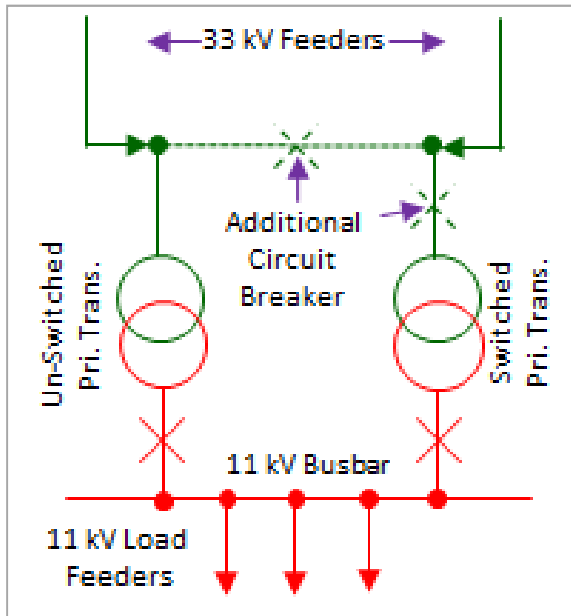 33 kV Feeders
Additional
Circuit
Breaker
Un-Switched
Pri. Trans.
Switched
Pri. Trans.
11 kV Busbar
11 kV Load
Feeders